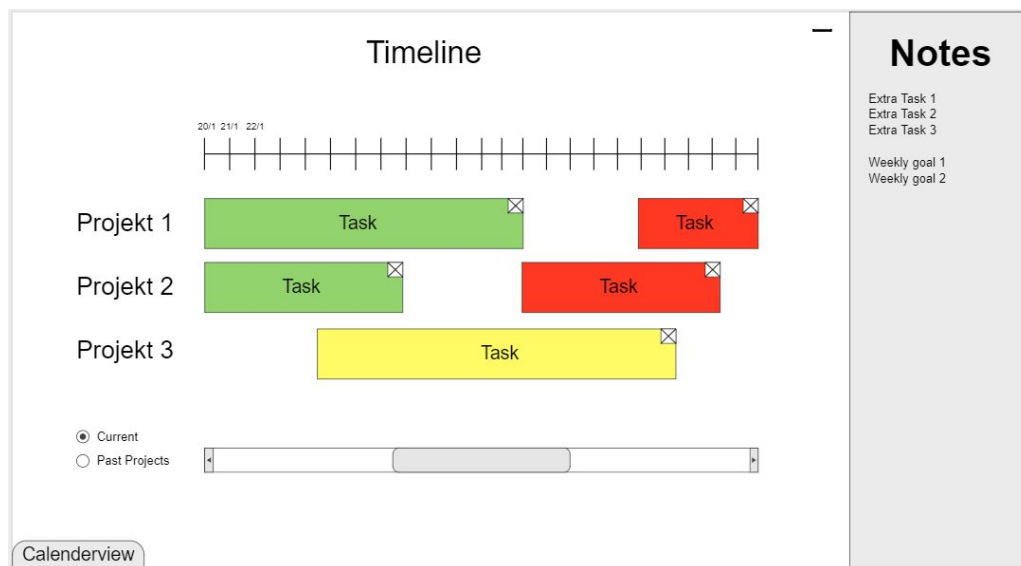 Timeline
Notes
Extra Task 1
Extra Task 2
Extra Task 3
Weekly goal 1
Weekly goal 2
20/1 21/1 22/1
Projekt 1 Task Task
Projekt 2 Task Task
Projekt 3 Task
Current
Past Projects
Calenderview